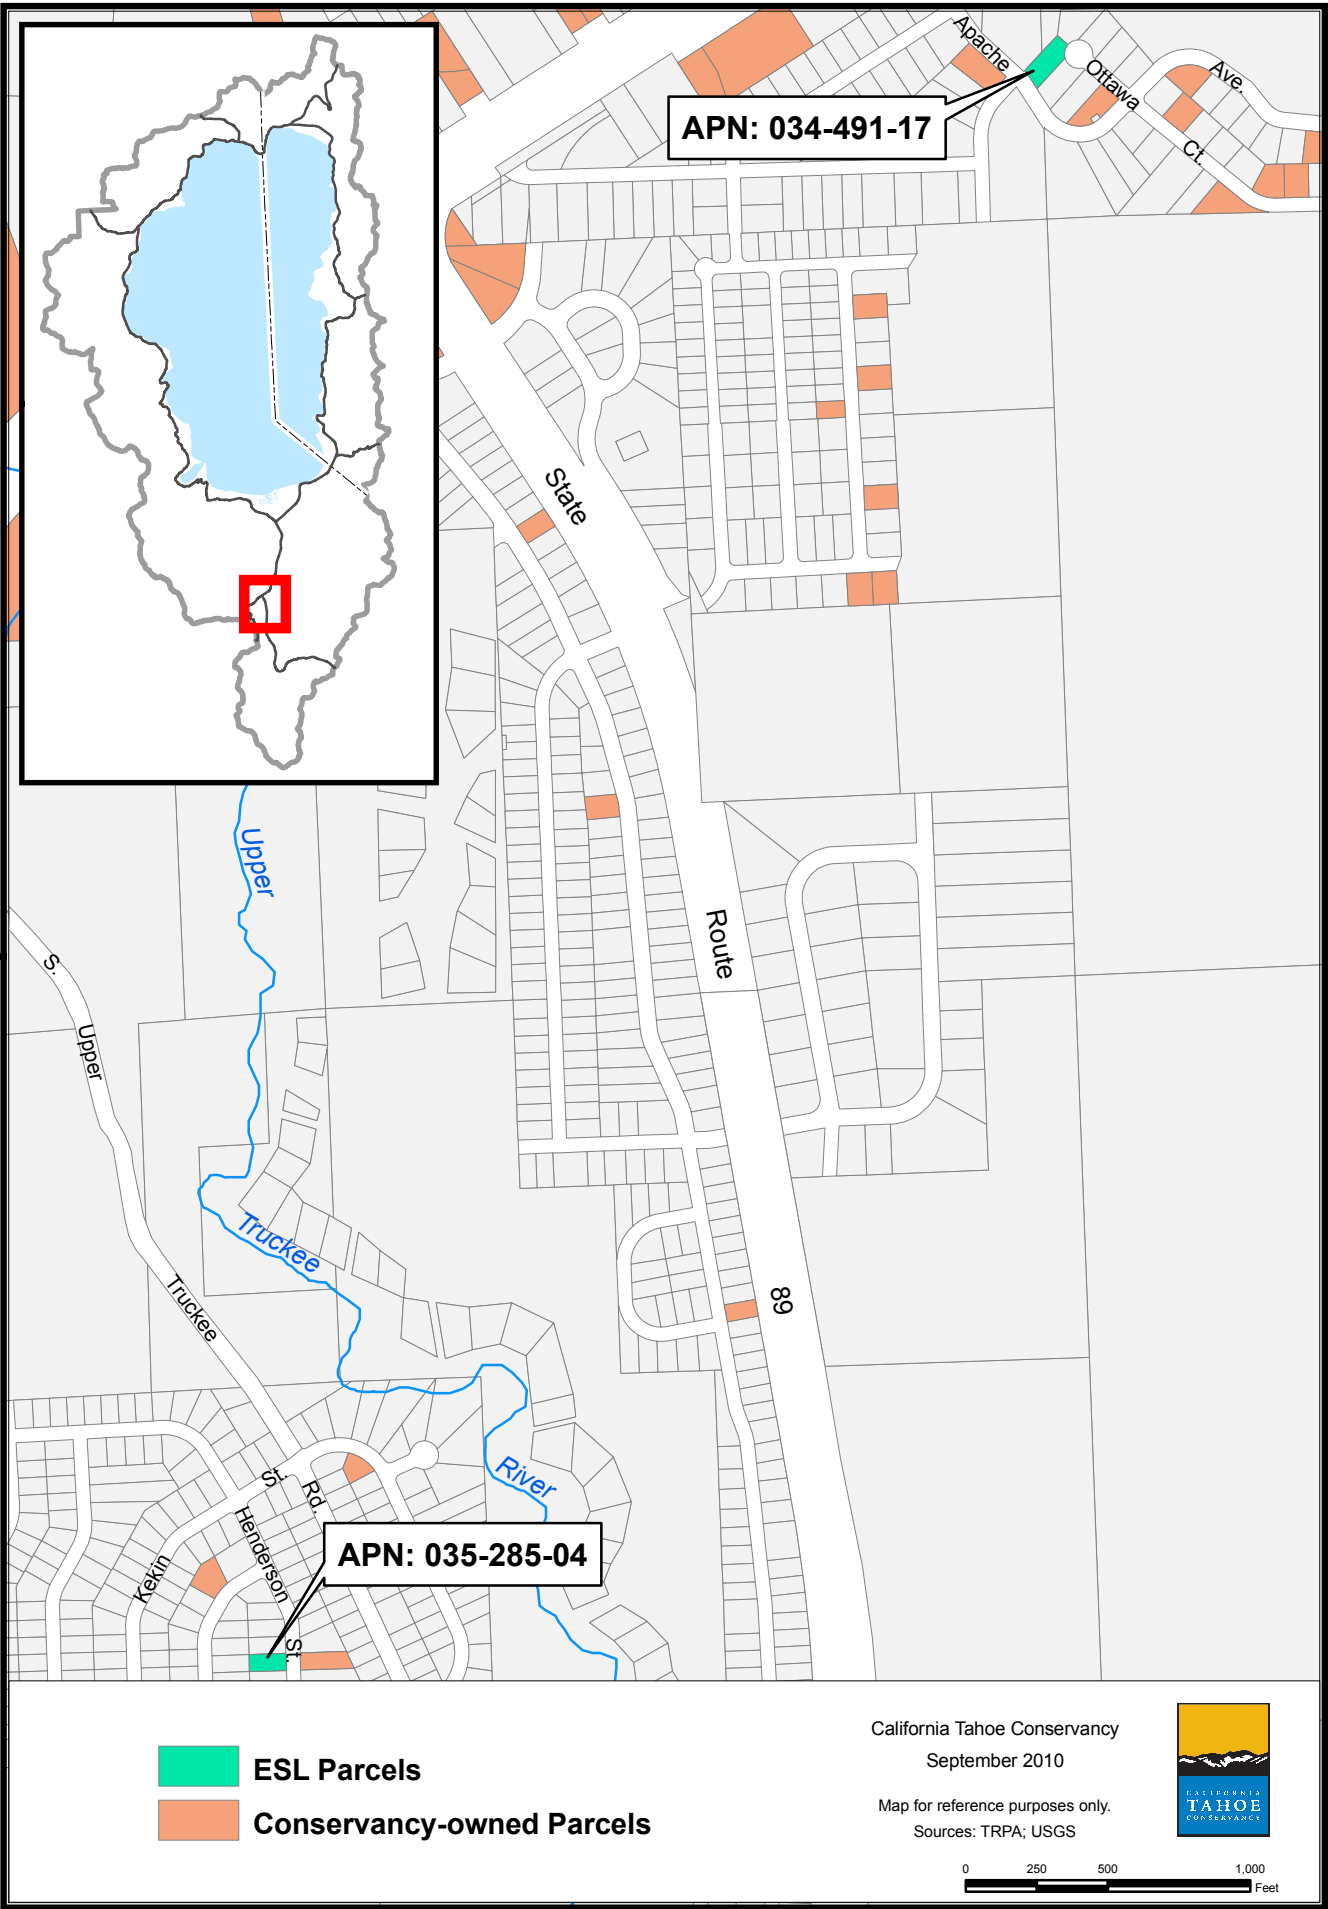 Apache
Ottawa
Ave.
Ct.
APN: 034-491-17
State
Route
89
Upper
Truckee
River
S.
Upper
Truckee
Rd.
St.
Kekin
Henderson
St.
APN: 035-285-04
ESL Parcels
Conservancy-owned Parcels
California Tahoe Conservancy
September 2010
Map for reference purposes only.
Sources: TRPA; USGS
CALIFORNIA
TAHOE
CONSERVANCY
0 250 500 1,000
Feet